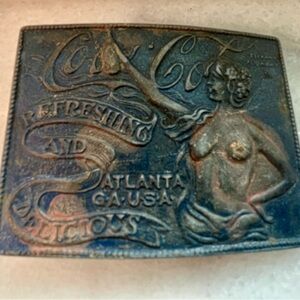 Coca-Cola
REFRESHING
AND
DELICIOUS
ATLANTA
GA·U·S·A·